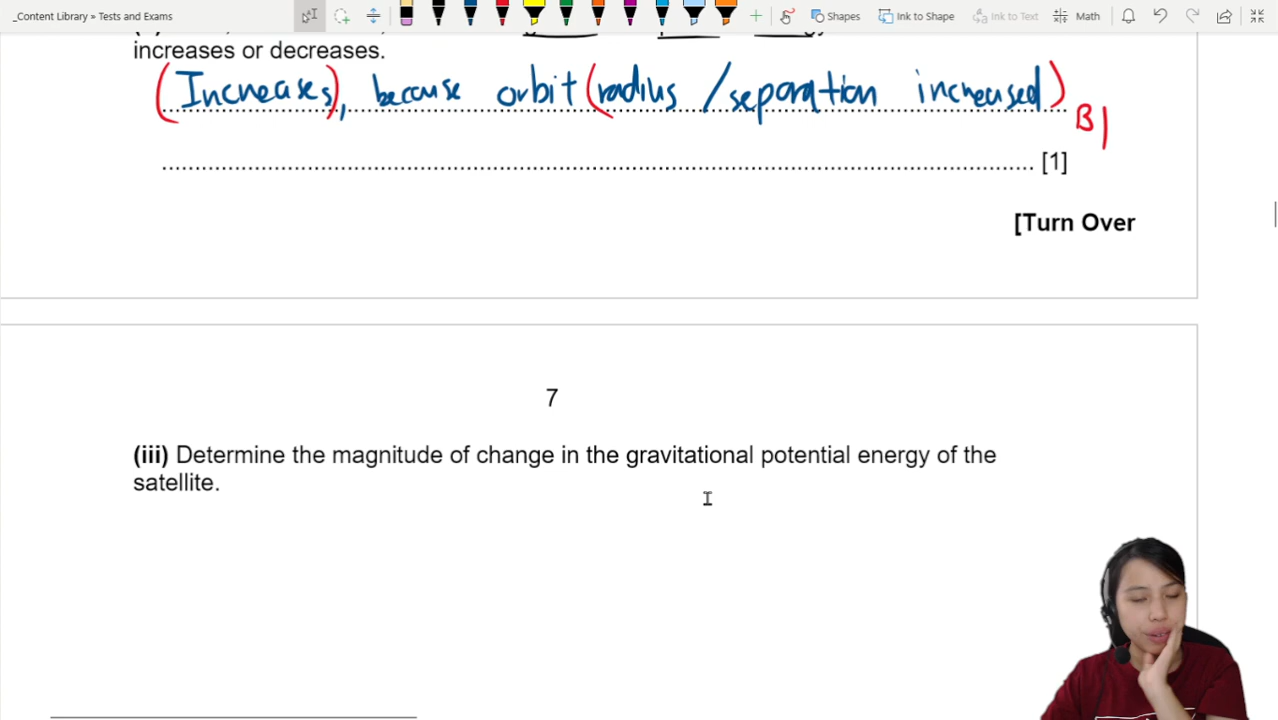 _Content Library » Tests and Exams
Shapes
Ink to Shape
Ink to Text
Math
increases or decreases.
(Increases), because orbit (radius / separation increased) B1
[1]
[Turn Over
7
(iii) Determine the magnitude of change in the gravitational potential energy of the
satellite.